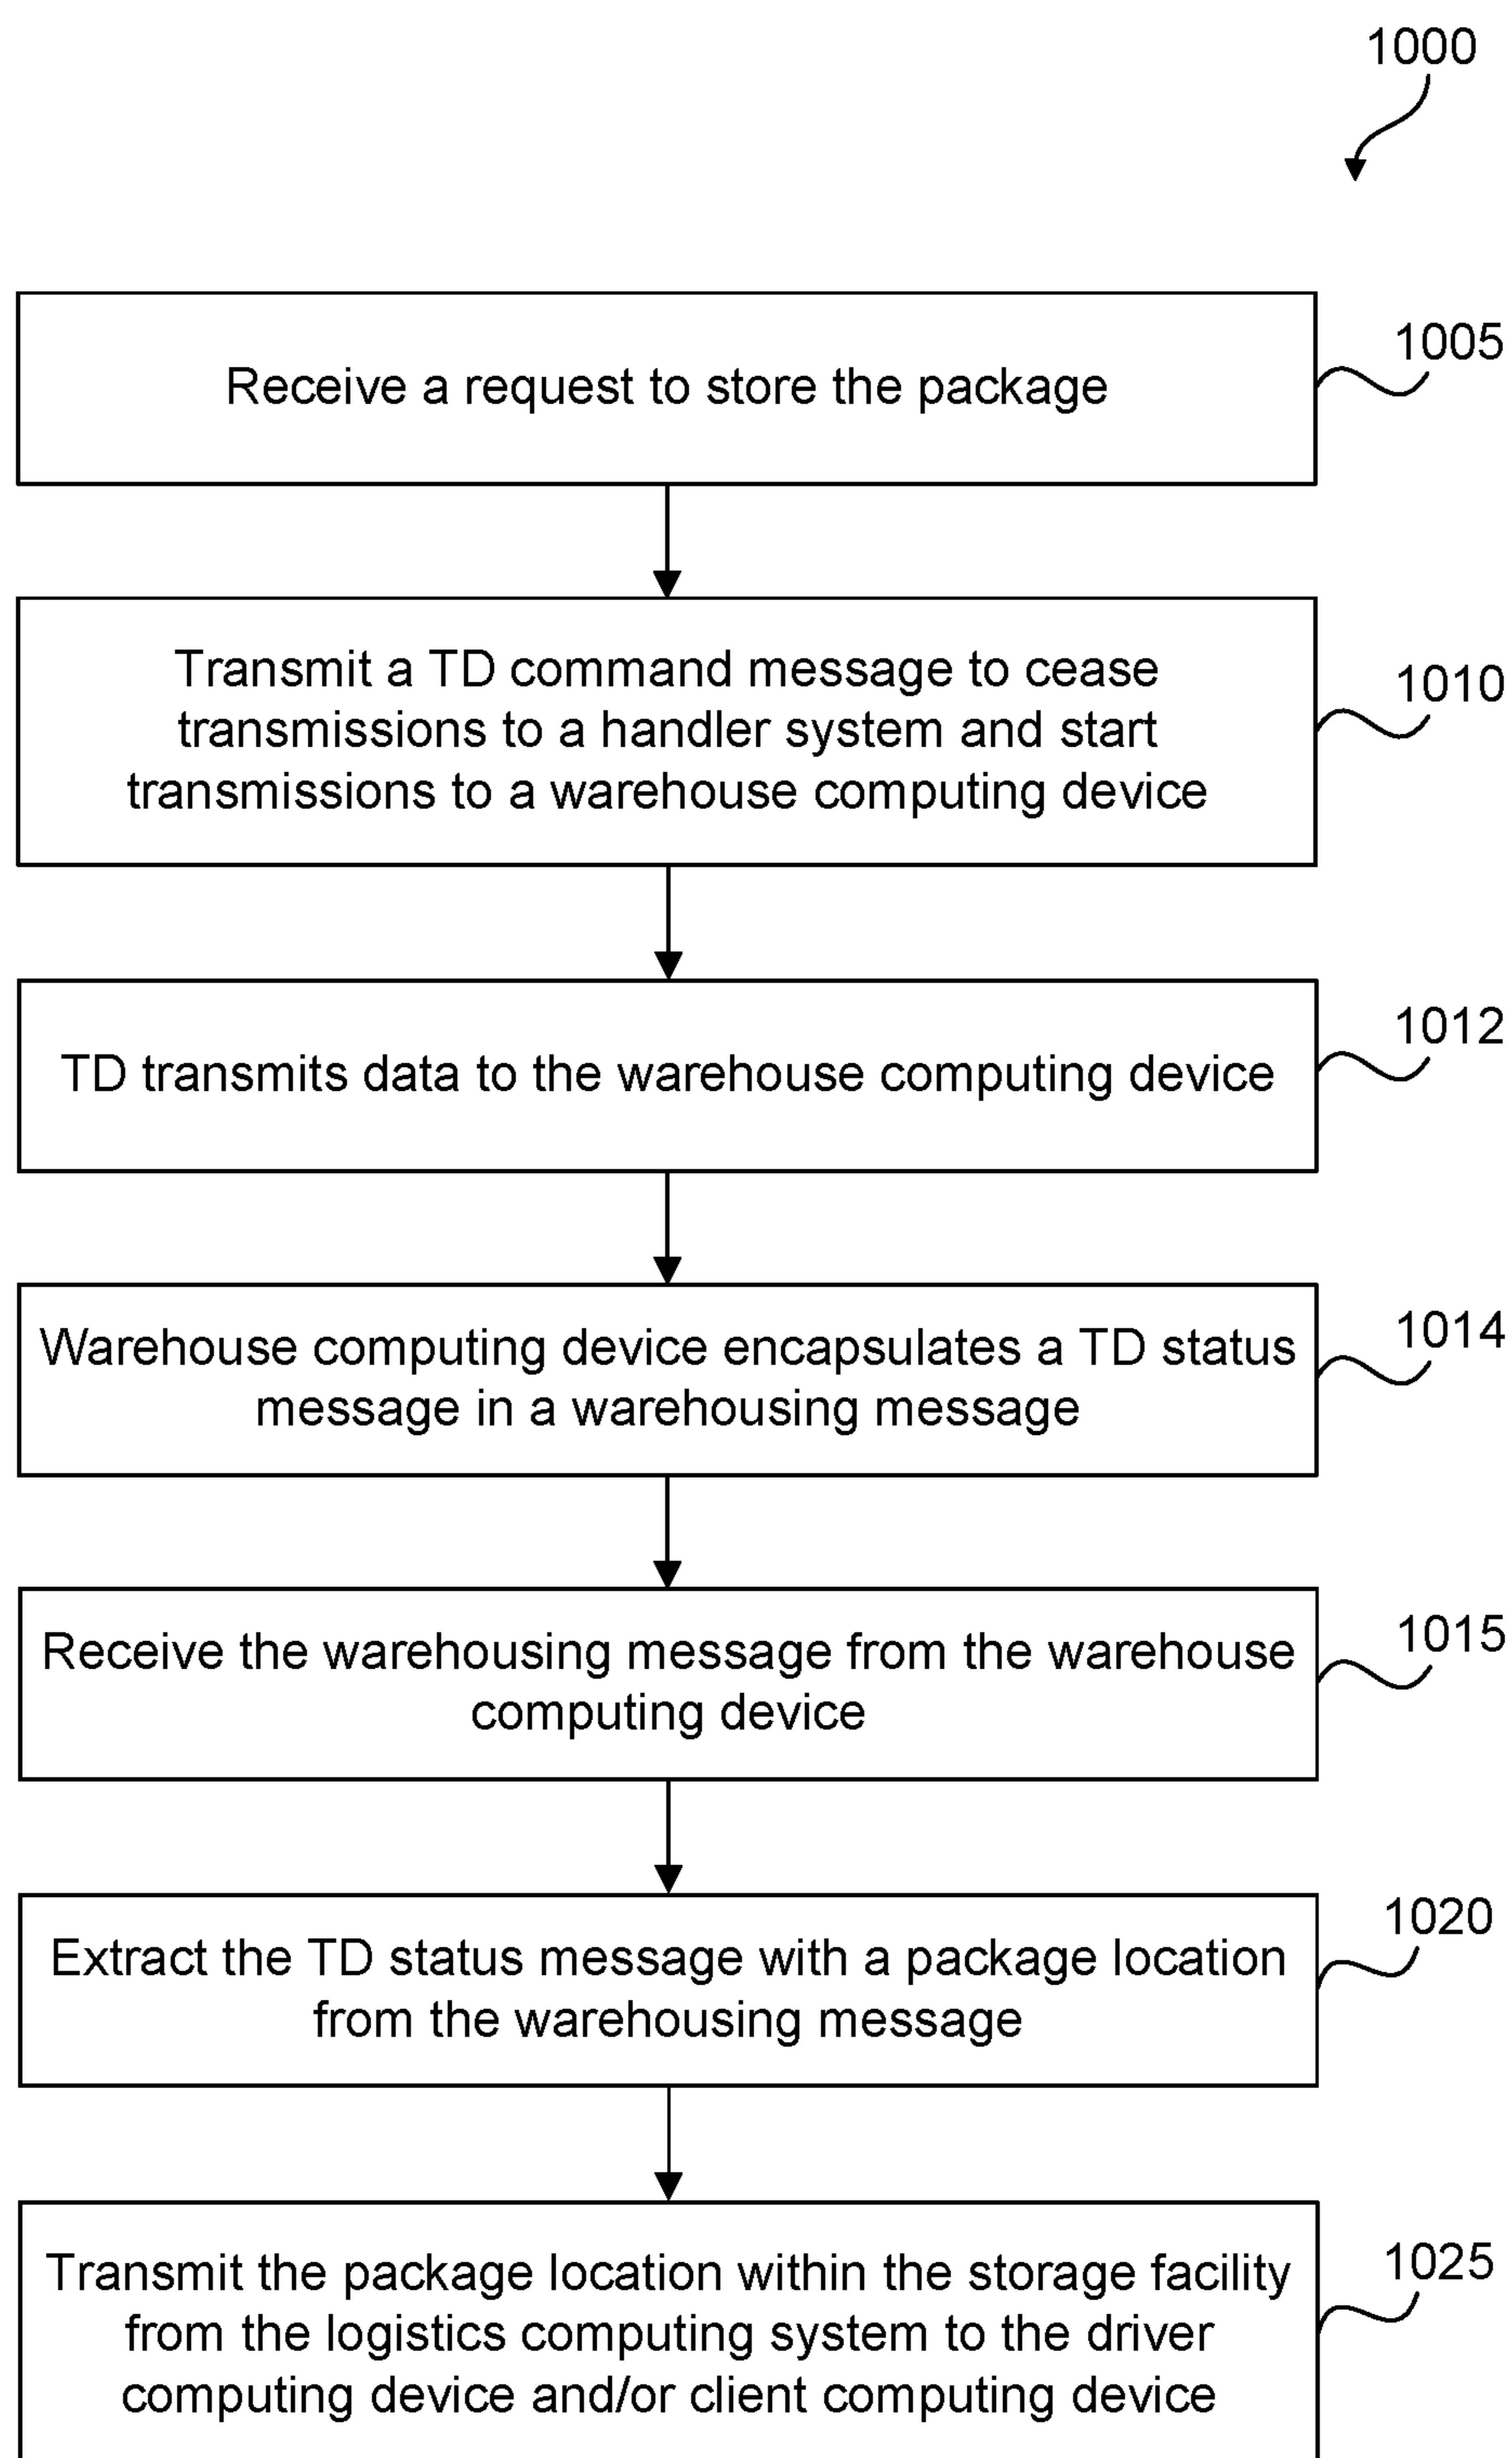 1000
Receive a request to store the package
1005
Transmit a TD command message to cease
transmissions to a handler system and start
transmissions to a warehouse computing device
1010
TD transmits data to the warehouse computing device
1012
Warehouse computing device encapsulates a TD status
message in a warehousing message
1014
Receive the warehousing message from the warehouse
computing device
1015
Extract the TD status message with a package location
from the warehousing message
1020
Transmit the package location within the storage facility
from the logistics computing system to the driver
computing device and/or client computing device
1025